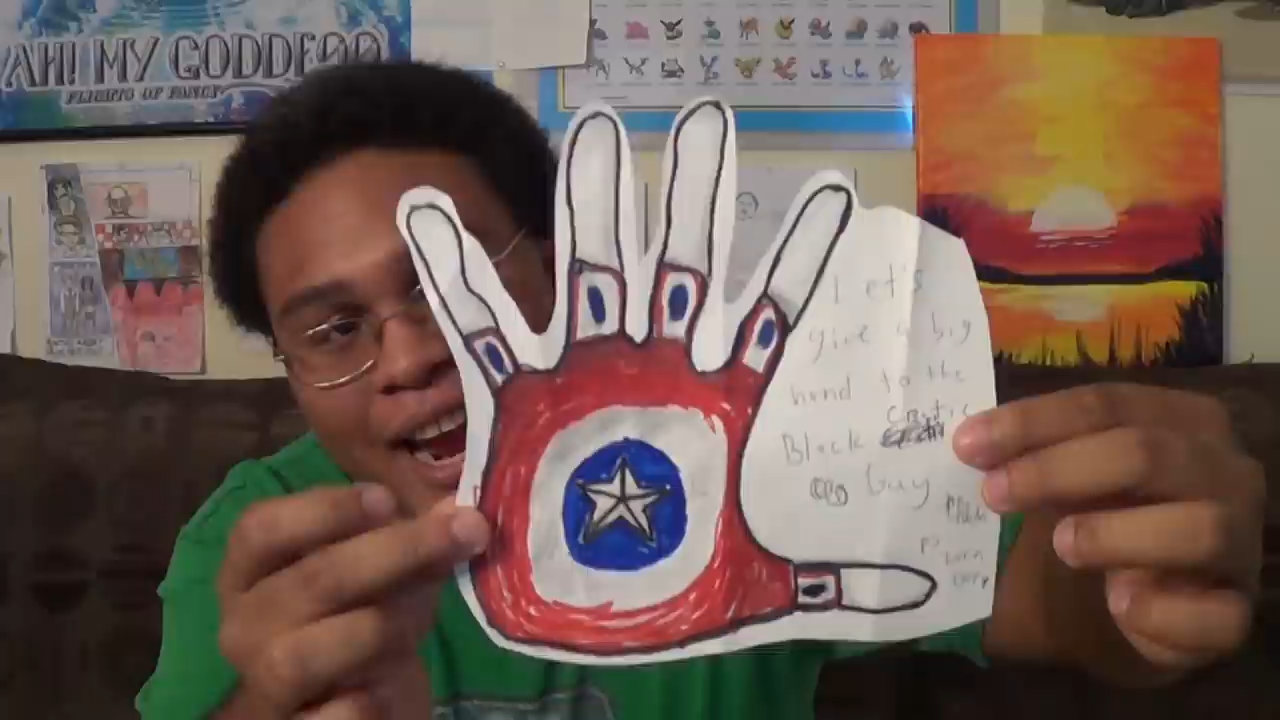 AH! MY GODDESS
FLIGHTS OF FANCY
Let's
give a big
hand to the
Critic
Black
Guy